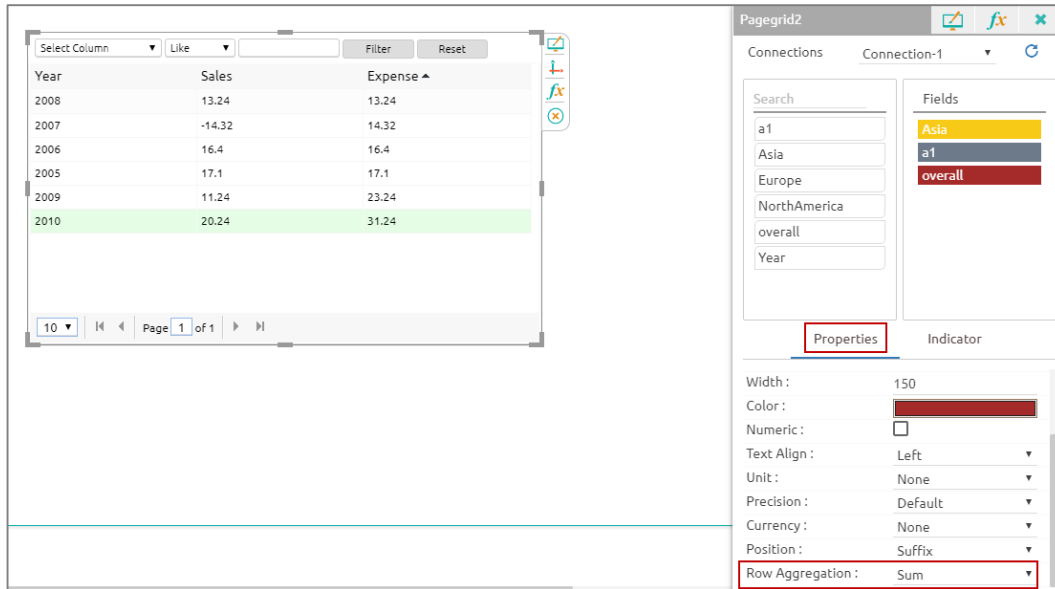 Select Column Like Filter Reset
Year Sales Expense
2008 13.24 13.24
2007 -14.32 14.32
2006 16.4 16.4
2005 17.1 17.1
2009 11.24 23.24
2010 20.24 31.24
10 Page 1 of 1
fx
Pagegrid2 fx
Connections Connection-1
Search
a1
Asia
Europe
NorthAmerica
overall
Year
Fields
Asia
a1
overall
Properties Indicator
Width : 150
Color :
Numeric :
Text Align : Left
Unit : None
Precision : Default
Currency : None
Position : Suffix
Row Aggregation : Sum